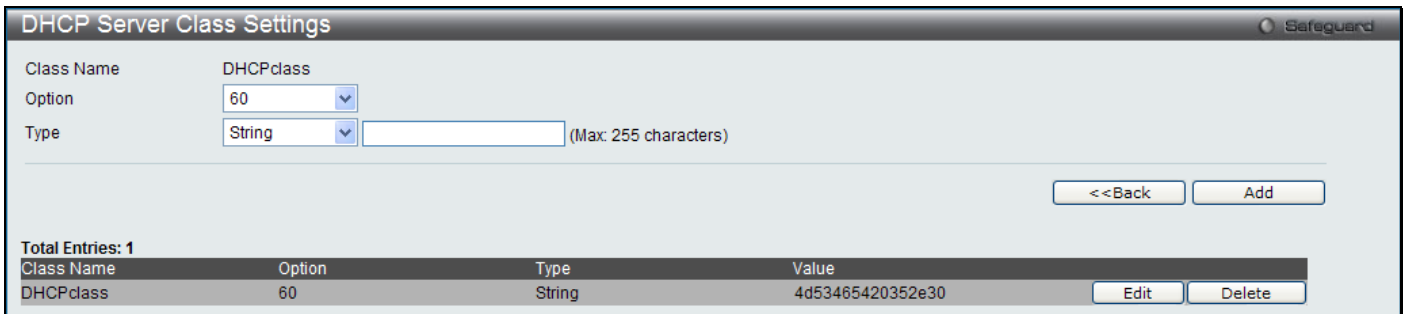 DHCP Server Class Settings
Safeguard
Class Name DHCPclass
Option 60
Type String (Max: 255 characters)
<<Back Add
Total Entries: 1
Class Name Option Type Value
DHCPclass 60 String 4d53465420352e30 Edit Delete